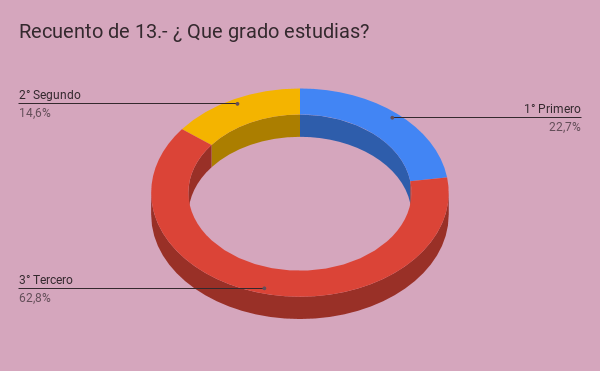 Recuento de 13.- ¿ Que grado estudias?
2° Segundo
14,6%
1° Primero
22,7%
3° Tercero
62,8%